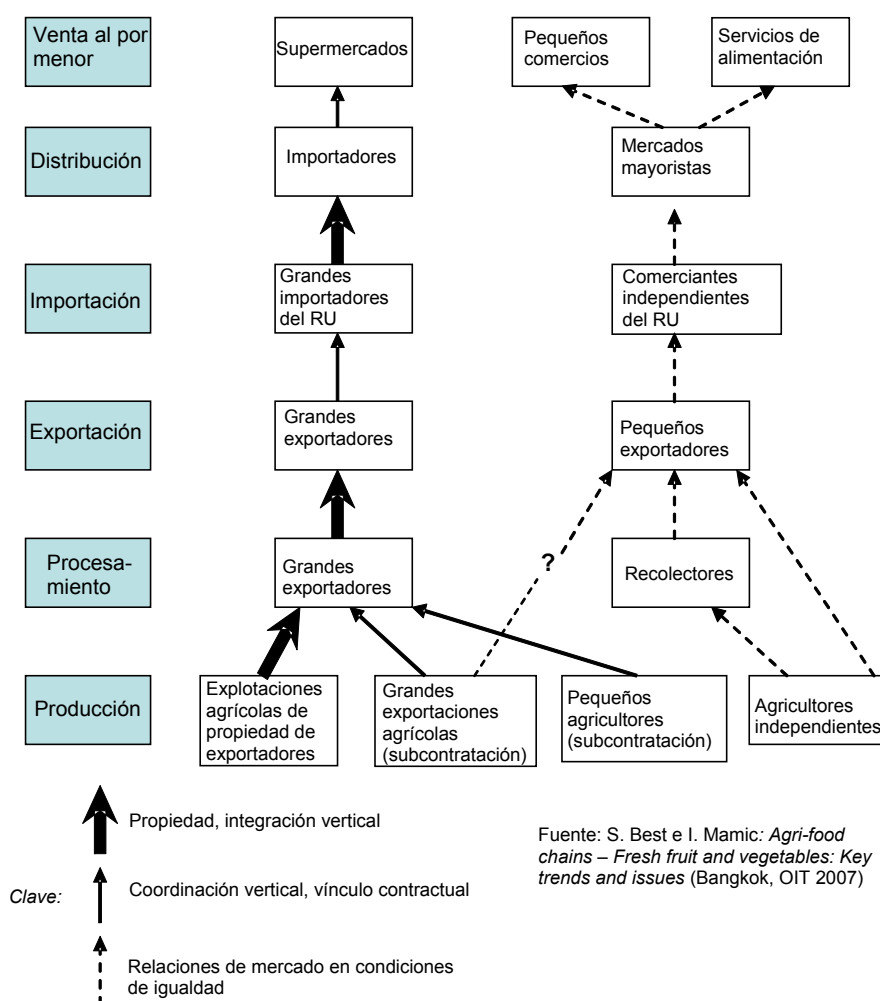 Venta al por
menor
Supermercados
Pequeños
comercios
Servicios de
alimentación
Distribución
Importadores
Mercados
mayoristas
Importación
Grandes
importadores
del RU
Comerciantes
independientes
del RU
Exportación
Grandes
exportadores
Pequeños
exportadores
Procesa-
miento
Grandes
exportadores
?
Recolectores
Producción
Explotaciones
agrícolas de
propiedad de
exportadores
Grandes
exportaciones
agrícolas
(subcontratación)
Pequeños
agricultores
(subcontratación)
Agricultores
independientes
Clave:
Propiedad, integración vertical
Coordinación vertical, vínculo contractual
Relaciones de mercado en condiciones
de igualdad
Fuente: S. Best e I. Mamic: Agri-food
chains – Fresh fruit and vegetables: Key
trends and issues (Bangkok, OIT 2007)